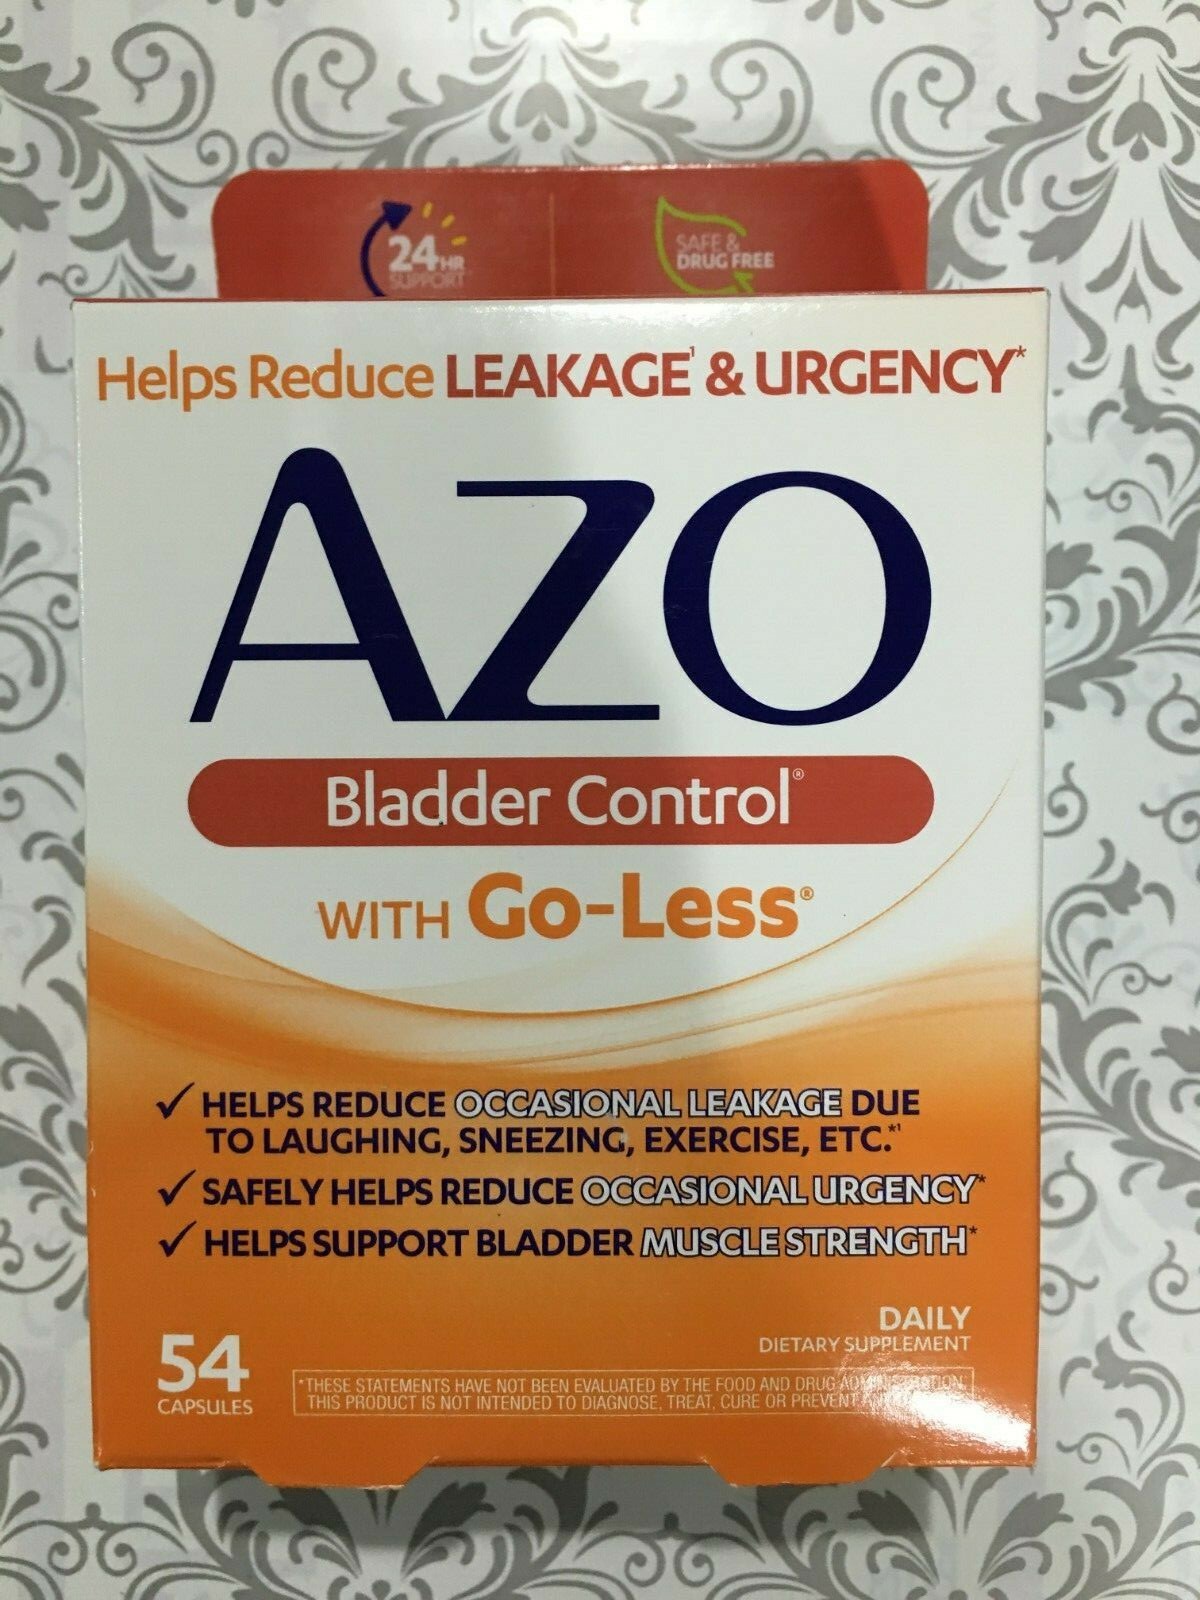 24HR
SUPPORT
SAFE &
DRUG FREE
Helps Reduce LEAKAGE¹ & URGENCY*
AZO
Bladder Control®
WITH Go-Less®
✓ HELPS REDUCE OCCASIONAL LEAKAGE DUE
TO LAUGHING, SNEEZING, EXERCISE, ETC.*¹
✓ SAFELY HELPS REDUCE OCCASIONAL URGENCY*
✓ HELPS SUPPORT BLADDER MUSCLE STRENGTH*
54
CAPSULES
DAILY
DIETARY SUPPLEMENT
*THESE STATEMENTS HAVE NOT BEEN EVALUATED BY THE FOOD AND DRUG ADMINISTRATION.
THIS PRODUCT IS NOT INTENDED TO DIAGNOSE, TREAT, CURE OR PREVENT